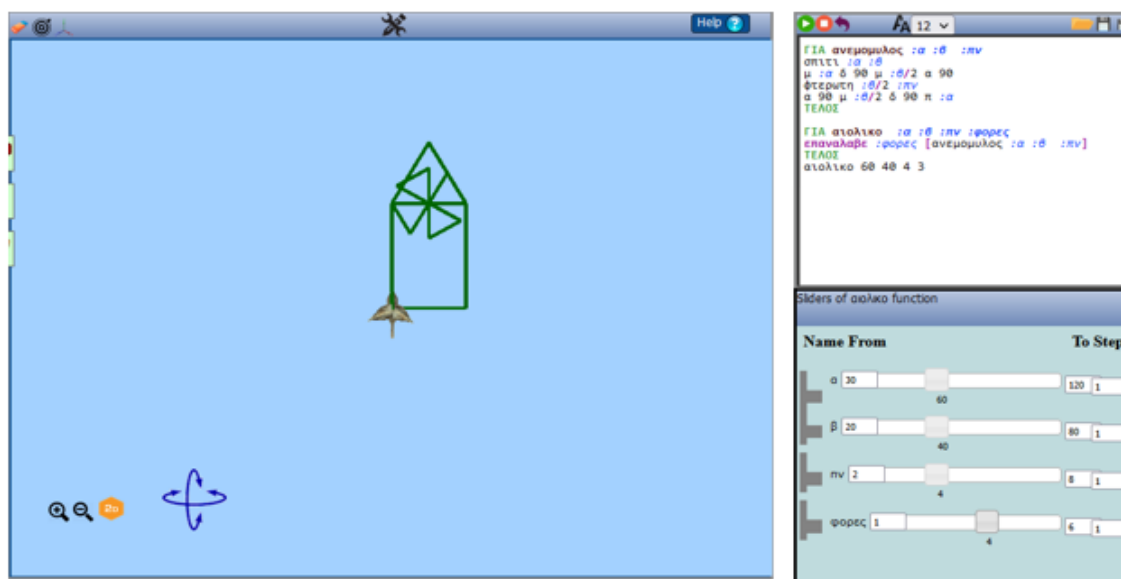 Help ?
12
ΓΙΑ ανεμομυλος :α :β :πν
σπιτι :α :β
μ :α δ 90 μ :β/2 α 90
φτερωτη :β/2 :πν
α 90 μ :β/2 δ 90 π :α
ΤΕΛΟΣ
ΓΙΑ αιολικο :α :β :πν :φορες
επαναλαβε :φορες [ανεμομυλος :α :β :πν]
ΤΕΛΟΣ
αιολικο 60 40 4 3
Sliders of αιολικο function
Name From To Step
α 30 120 1
60
β 20 80 1
40
πν 2 8 1
4
φορες 1 6 1
4
2D